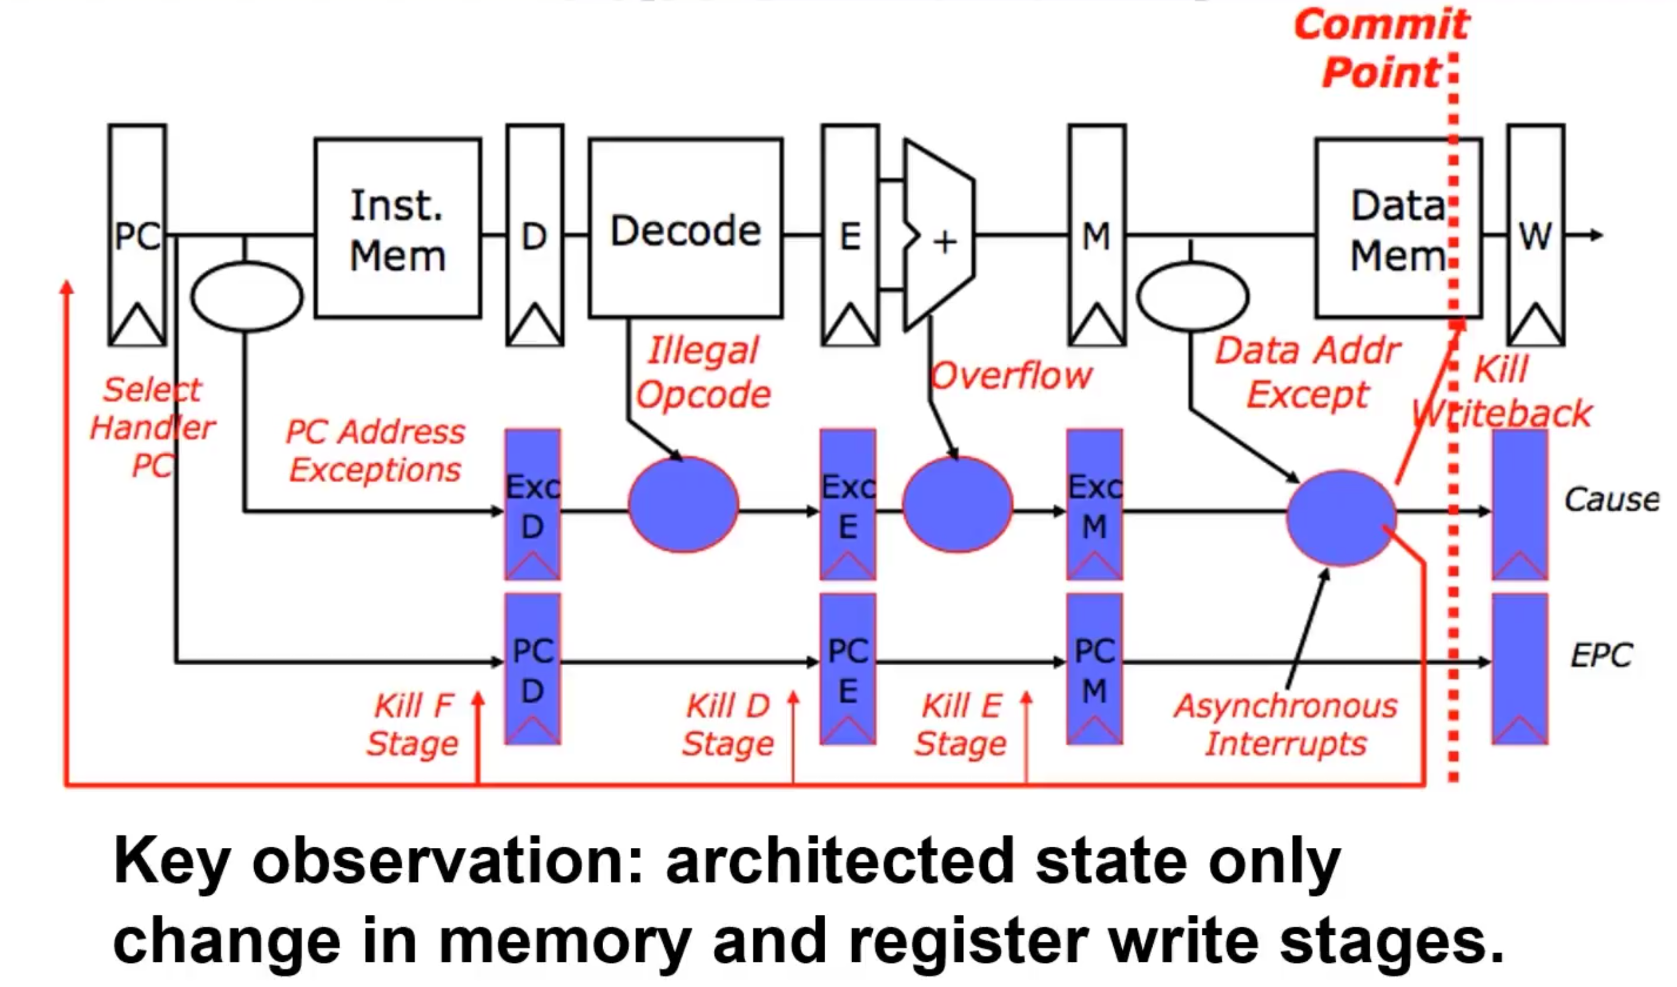 Commit
Point
PC
Inst.
Mem
D
Decode
E
+
M
Data
Mem
W
Select
Handler
PC
PC Address
Exceptions
Illegal
Opcode
Overflow
Data Addr
Except
Kill
Writeback
Exc
D
Exc
E
Exc
M
Cause
PC
D
PC
E
PC
M
EPC
Kill F
Stage
Kill D
Stage
Kill E
Stage
Asynchronous
Interrupts
Key observation: architected state only
change in memory and register write stages.